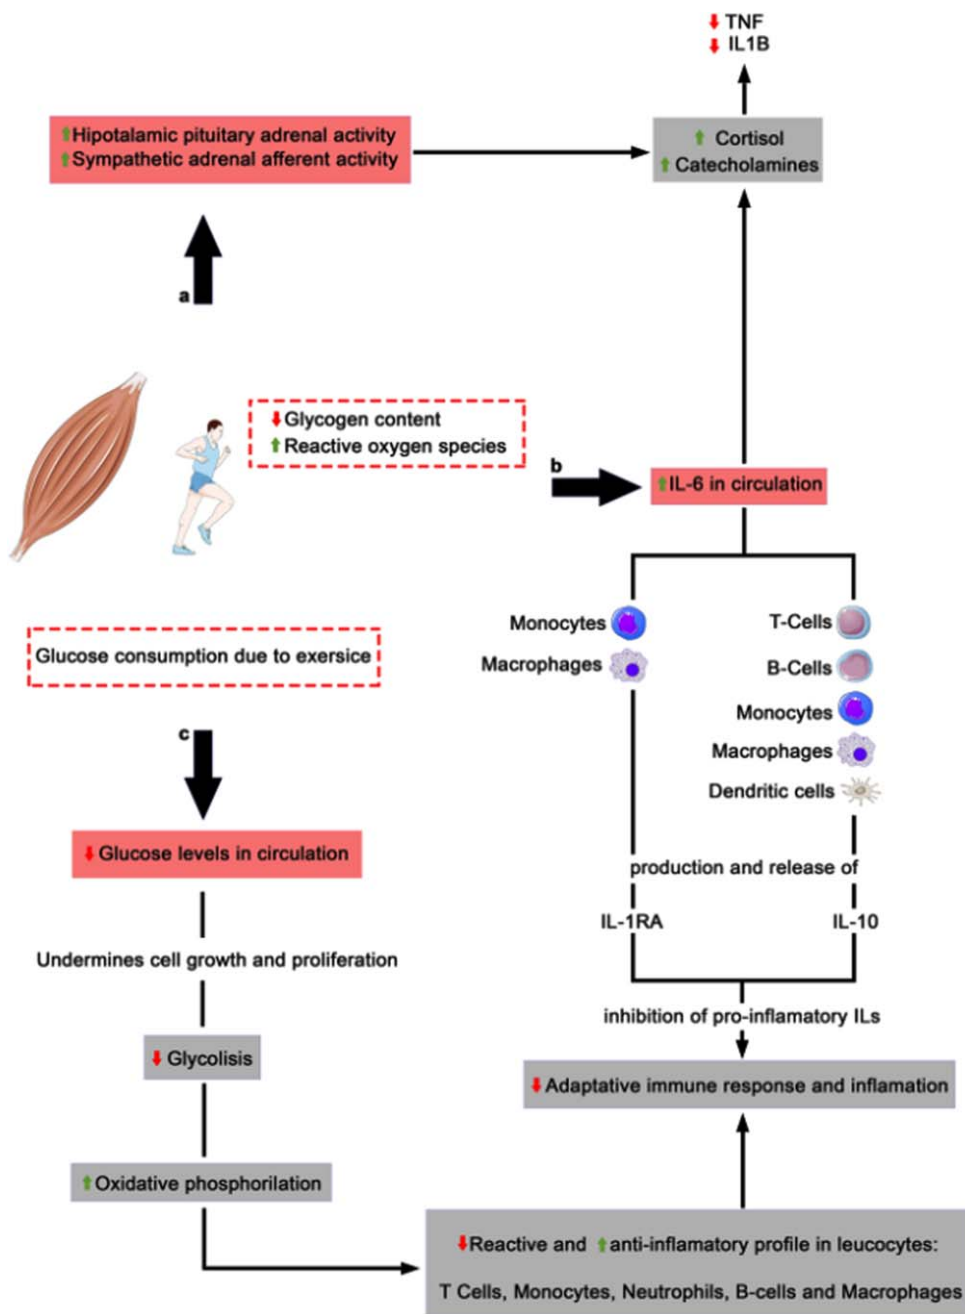 TNF
IL1B
Hipotalamic pituitary adrenal activity
Sympathetic adrenal afferent activity
Cortisol
Catecholamines
a
Glycogen content
Reactive oxygen species
b
IL-6 in circulation
Monocytes
Macrophages
T-Cells
B-Cells
Monocytes
Macrophages
Dendritic cells
Glucose consumption due to exersice
c
Glucose levels in circulation
production and release of
IL-1RA
IL-10
Undermines cell growth and proliferation
inhibition of pro-inflamatory ILs
Glycolisis
Adaptative immune response and inflamation
Oxidative phosphorilation
Reactive and anti-inflamatory profile in leucocytes:
T Cells, Monocytes, Neutrophils, B-cells and Macrophages